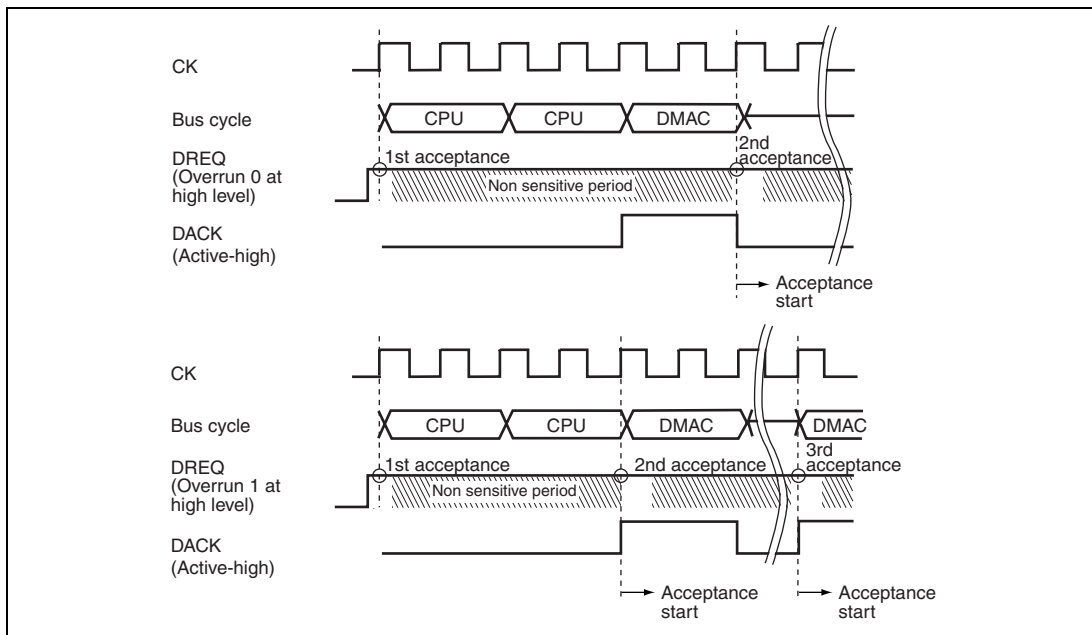 CK
Bus cycle
CPU
CPU
DMAC
DREQ
(Overrun 0 at
high level)
1st acceptance
2nd
acceptance
Non sensitive period
DACK
(Active-high)
Acceptance
start
CK
Bus cycle
CPU
CPU
DMAC
DMAC
DREQ
(Overrun 1 at
high level)
1st acceptance
2nd acceptance
3rd
acceptance
Non sensitive period
DACK
(Active-high)
Acceptance
start
Acceptance
start